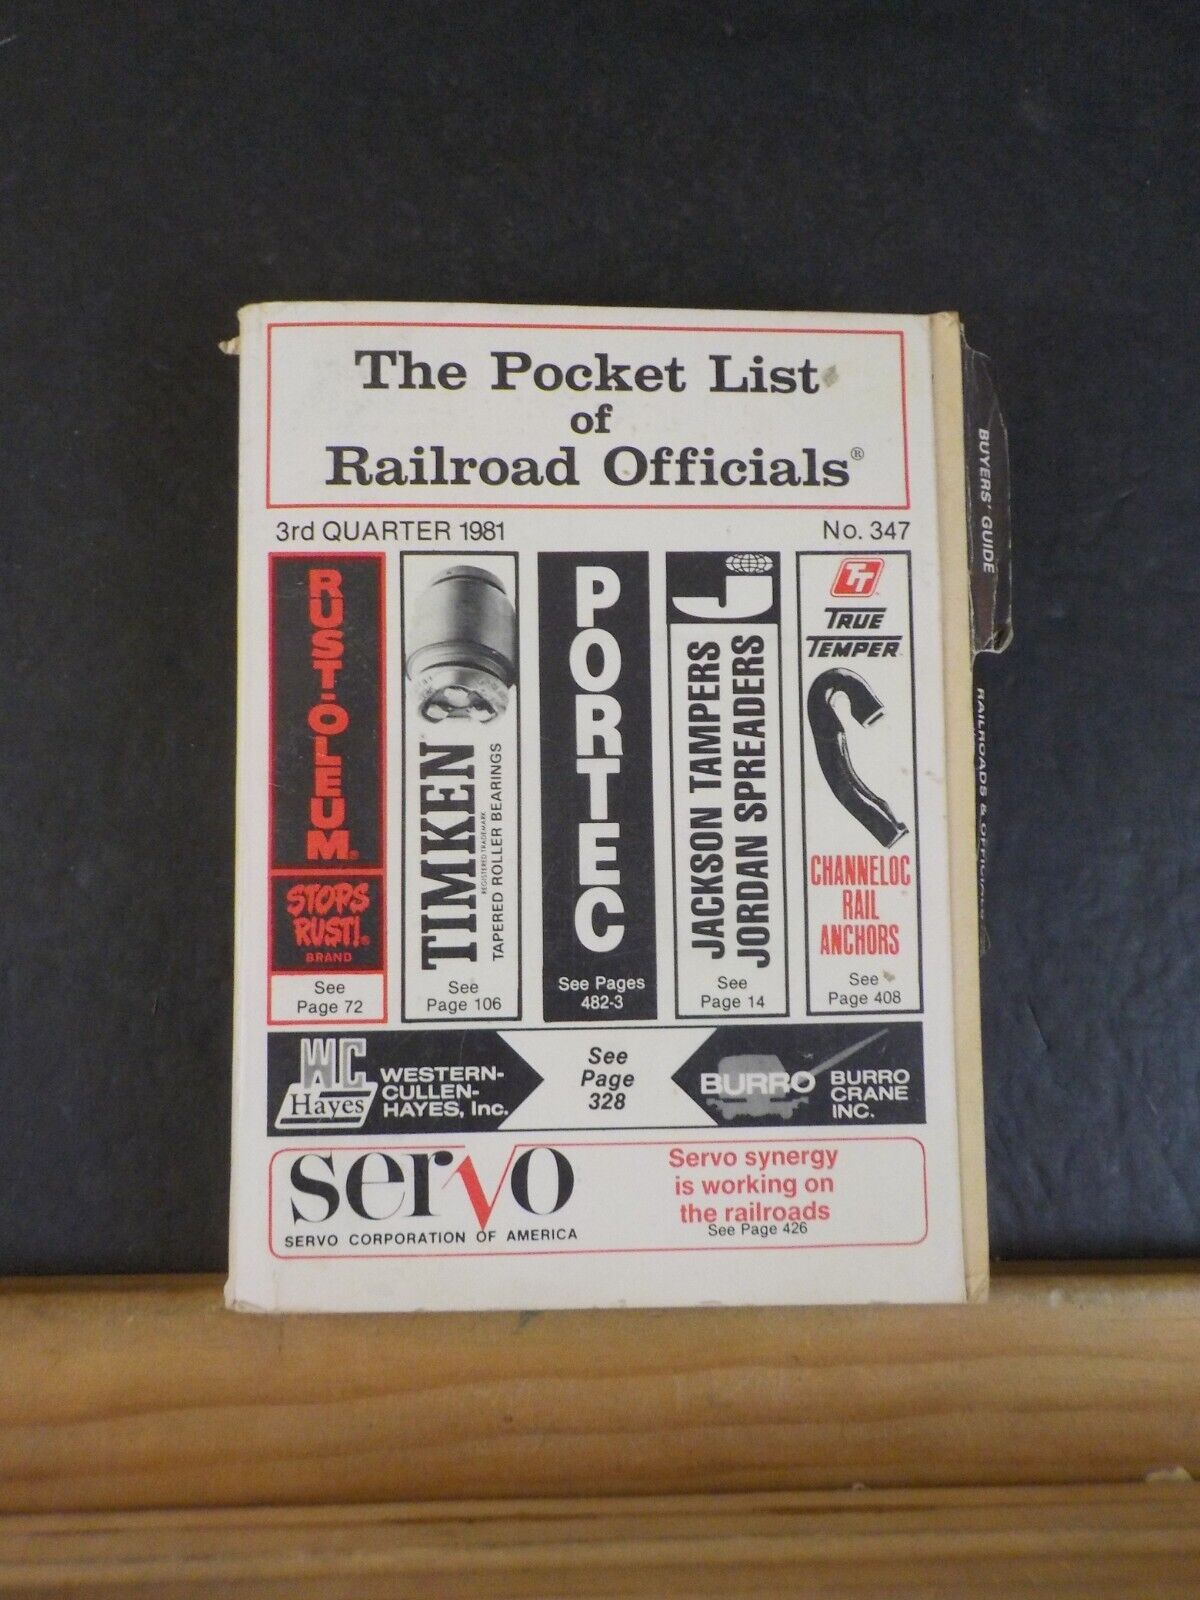 The Pocket List
of
Railroad Officials®
3rd QUARTER 1981
No. 347
RUST-OLEUM®
STOPS
RUST!®
BRAND
See
Page 72
TIMKEN®
REGISTERED TRADEMARK
TAPERED ROLLER BEARINGS
See
Page 106
PORTEC
See Pages
482-3
J
JACKSON TAMPERS
JORDAN SPREADERS
See
Page 14
TT
TRUE
TEMPER
CHANNELOC
RAIL
ANCHORS
See
Page 408
WC
Hayes
WESTERN-
CULLEN-
HAYES, Inc.
See
Page
328
BURRO
BURRO
CRANE
INC.
servo
SERVO CORPORATION OF AMERICA
Servo synergy
is working on
the railroads
See Page 426
BUYERS' GUIDE
RAILROADS & OFFICIALS